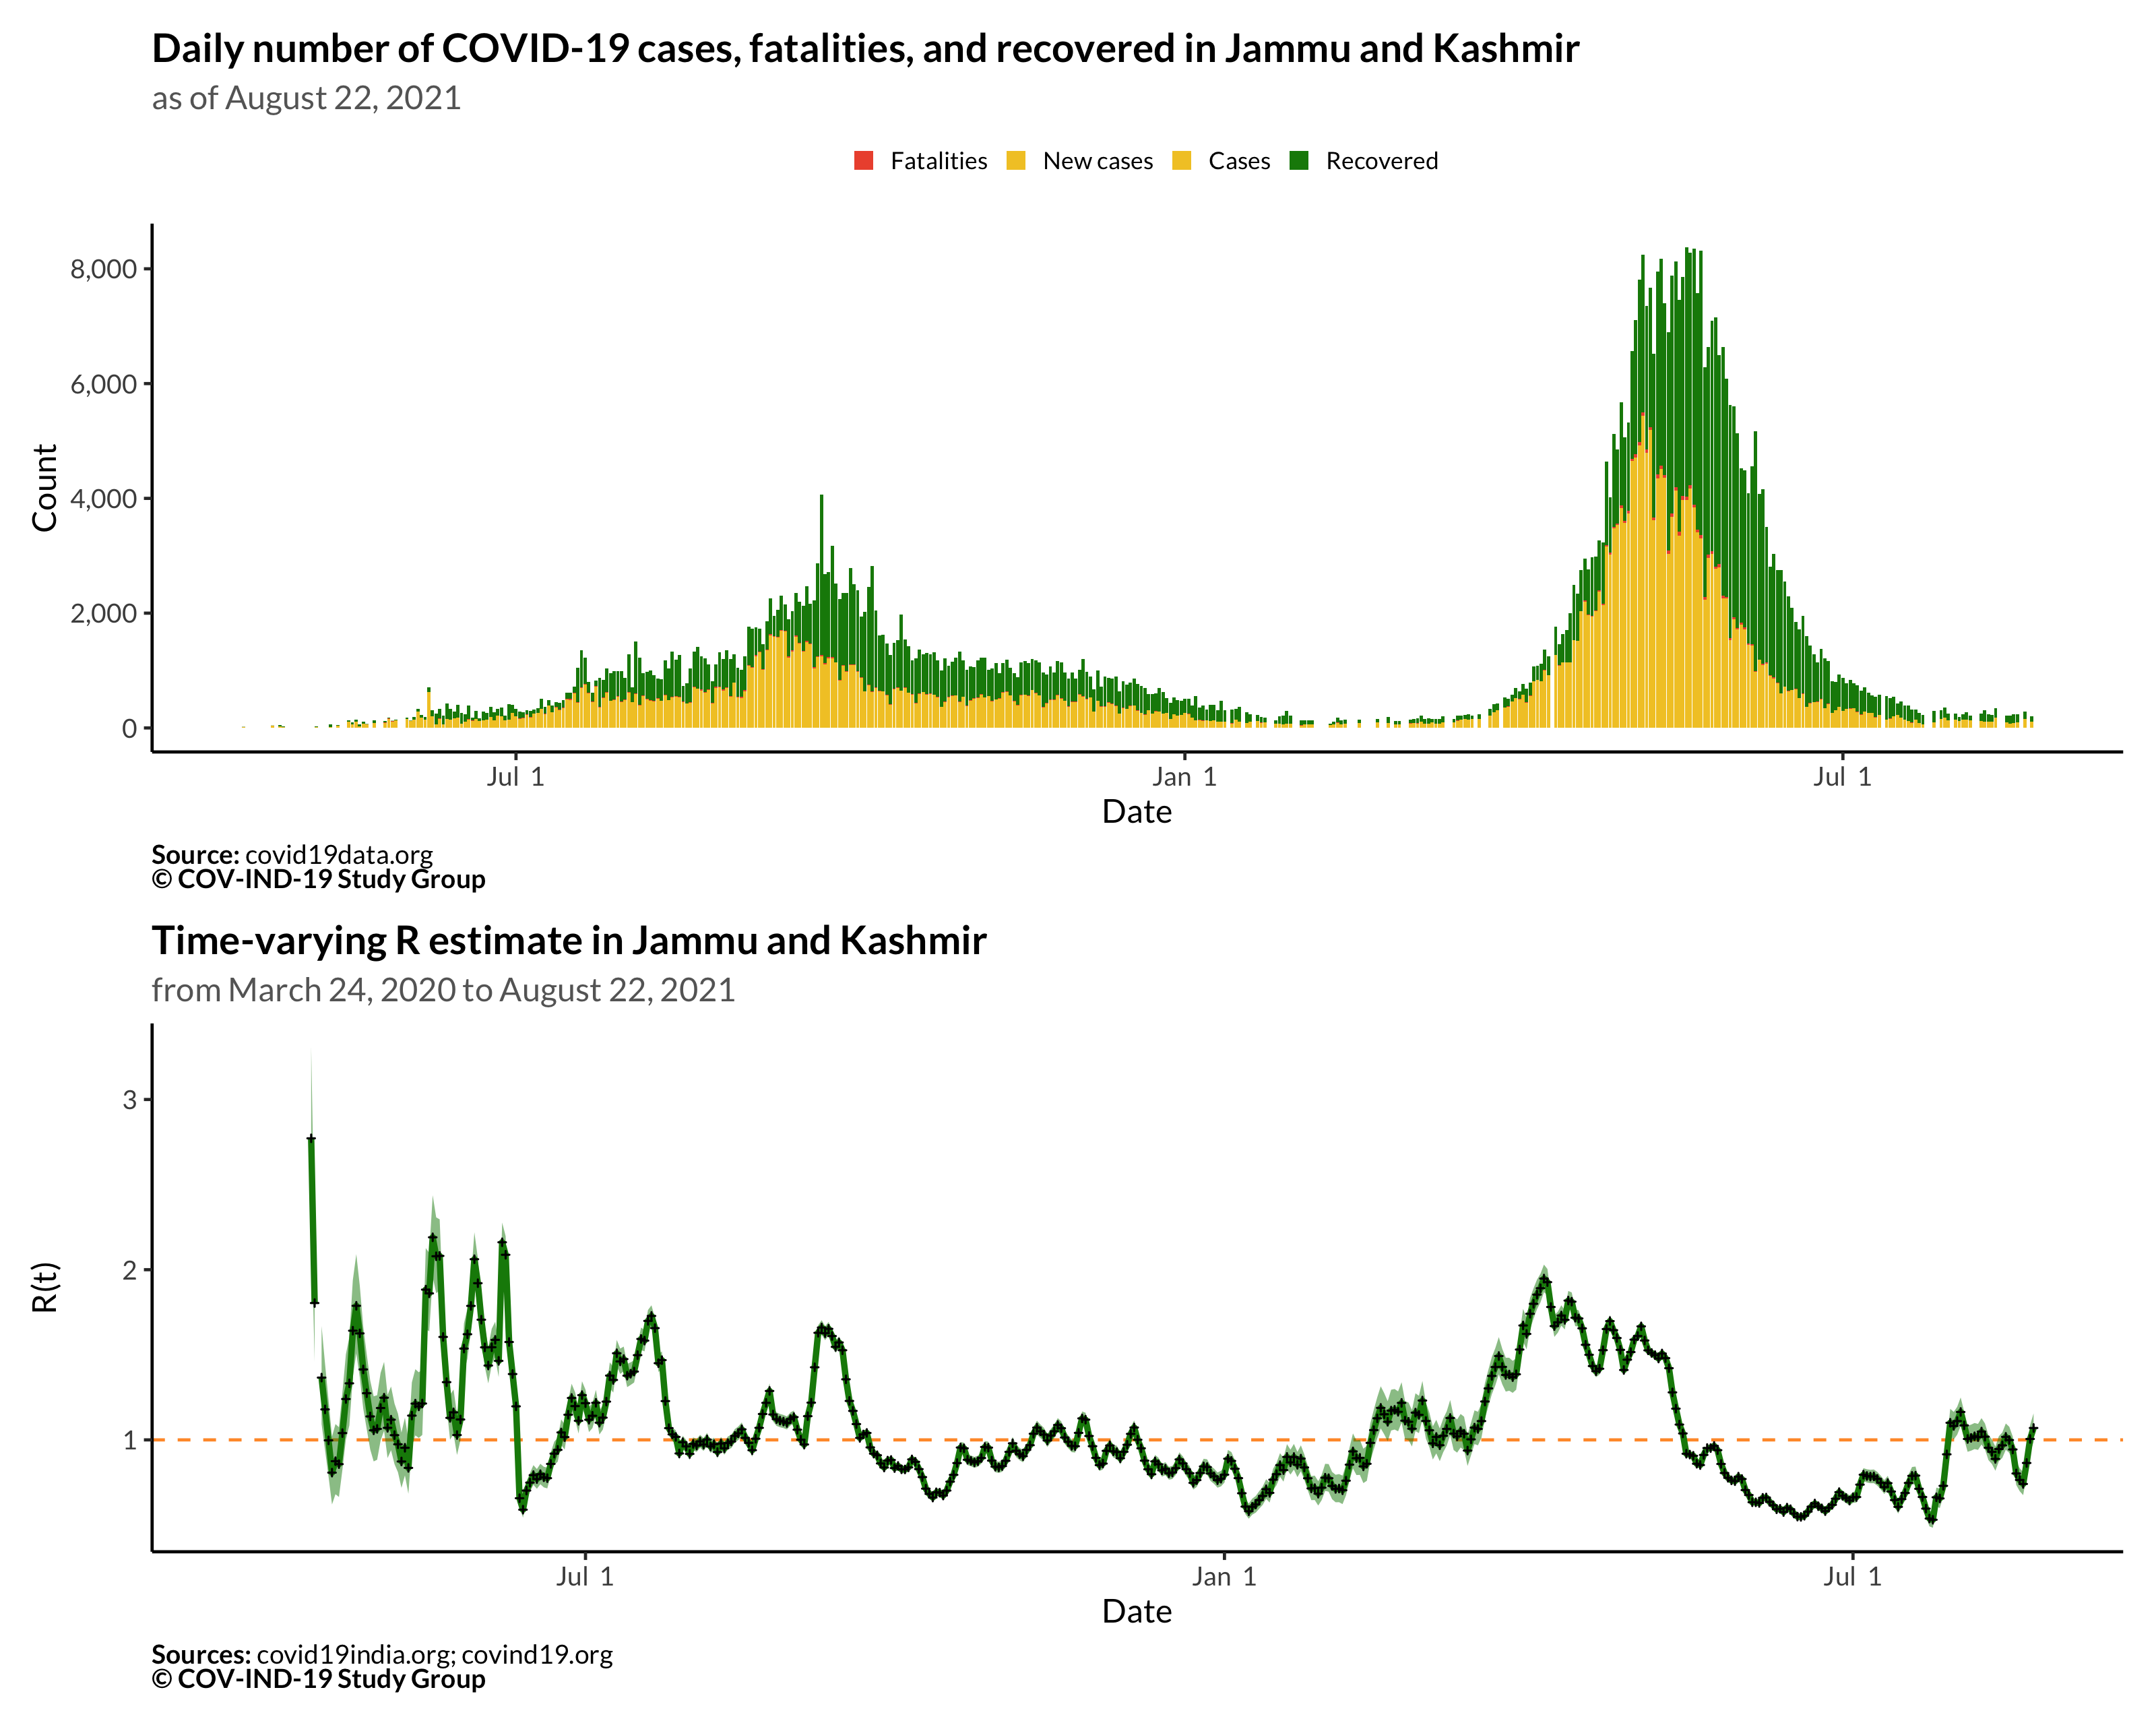 Daily number of COVID-19 cases, fatalities, and recovered in Jammu and Kashmir
as of August 22, 2021
Fatalities New cases Cases Recovered
8,000
6,000
4,000
2,000
0
Count
Jul 1 Jan 1 Jul 1
Date
Source: covid19data.org
© COV-IND-19 Study Group
Time-varying R estimate in Jammu and Kashmir
from March 24, 2020 to August 22, 2021
3
2
1
R(t)
Jul 1 Jan 1 Jul 1
Date
Sources: covid19india.org; covind19.org
© COV-IND-19 Study Group